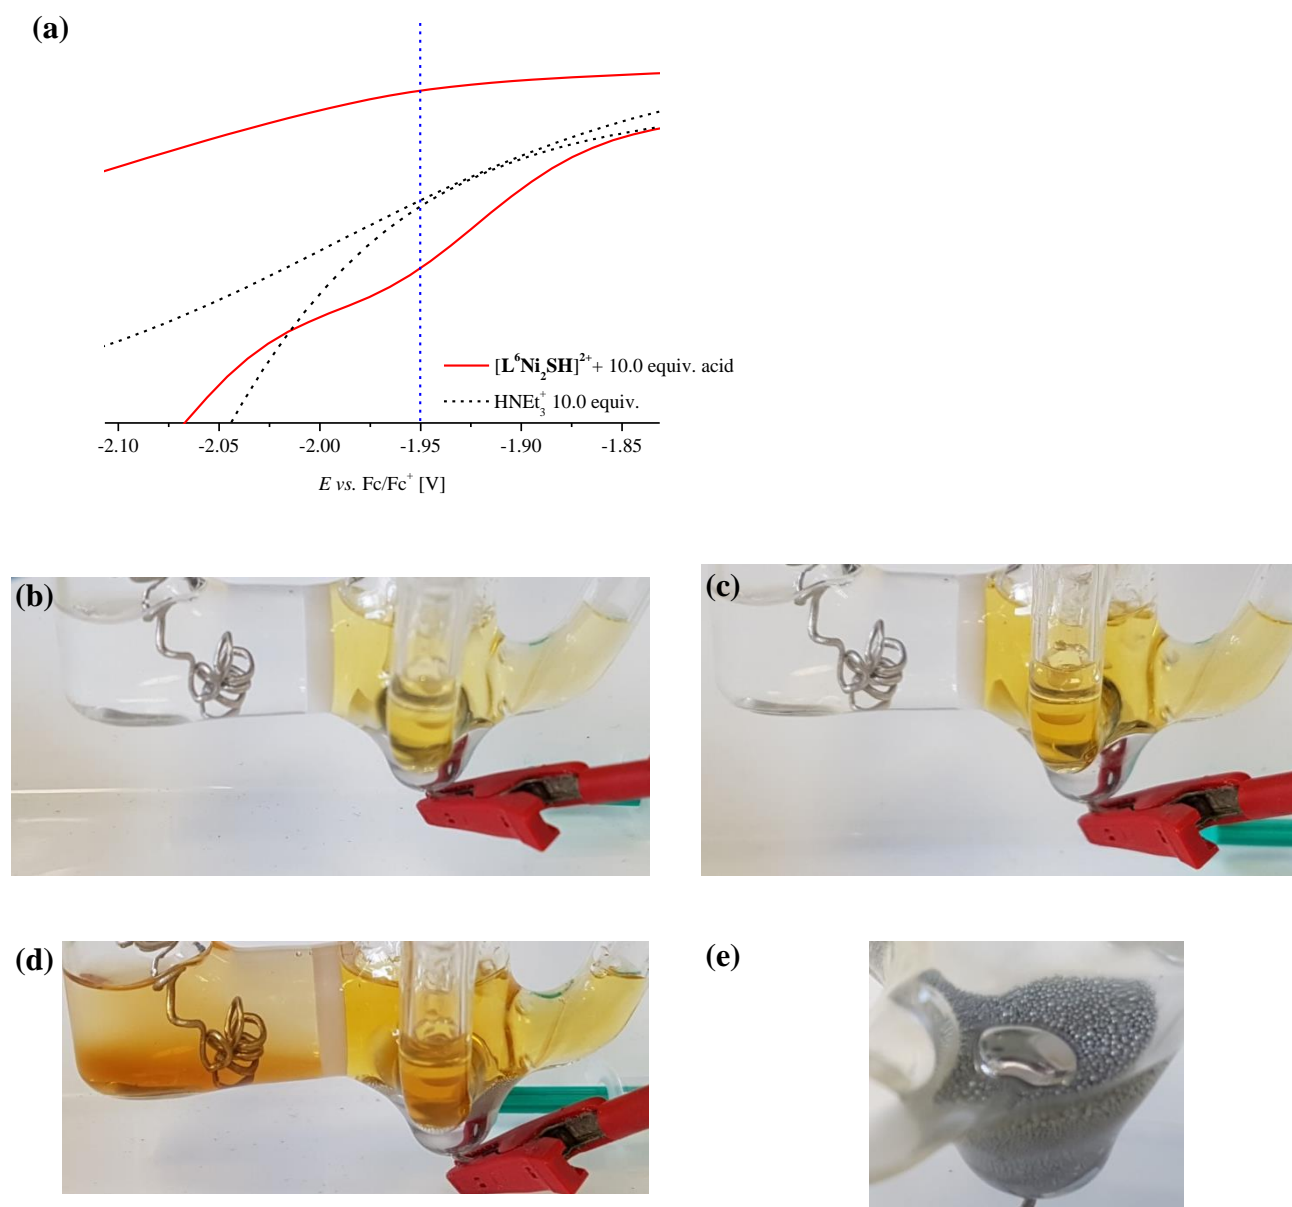 (a)
[L⁶Ni₂SH]²⁺+ 10.0 equiv. acid
HNEt₃⁺ 10.0 equiv.
-2.10 -2.05 -2.00 -1.95 -1.90 -1.85
E vs. Fc/Fc⁺ [V]
(b)
(c)
(d)
(e)